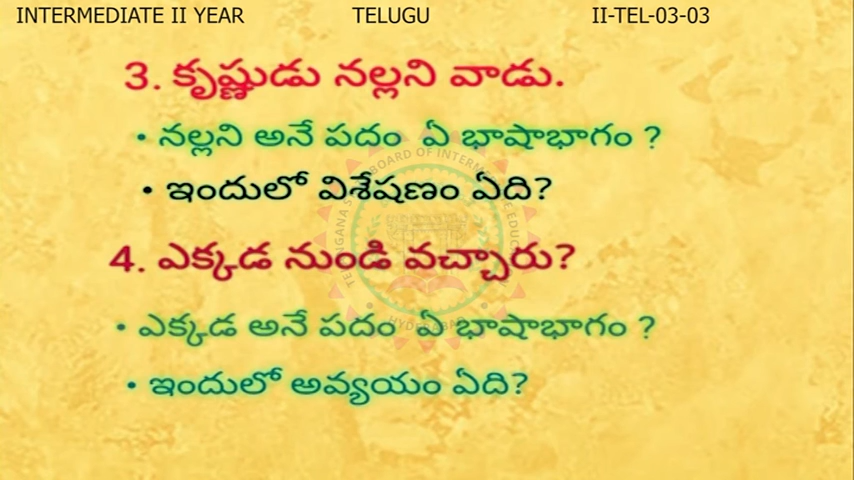 INTERMEDIATE II YEAR TELUGU II-TEL-03-03
3. కృష్ణుడు నల్లని వాడు.
• నల్లని అనే పదం ఏ భాషాభాగం ?
• ఇందులో విశేషణం ఏది?
4. ఎక్కడ నుండి వచ్చారు?
• ఎక్కడ అనే పదం ఏ భాషాభాగం ?
• ఇందులో అవ్యయం ఏది?